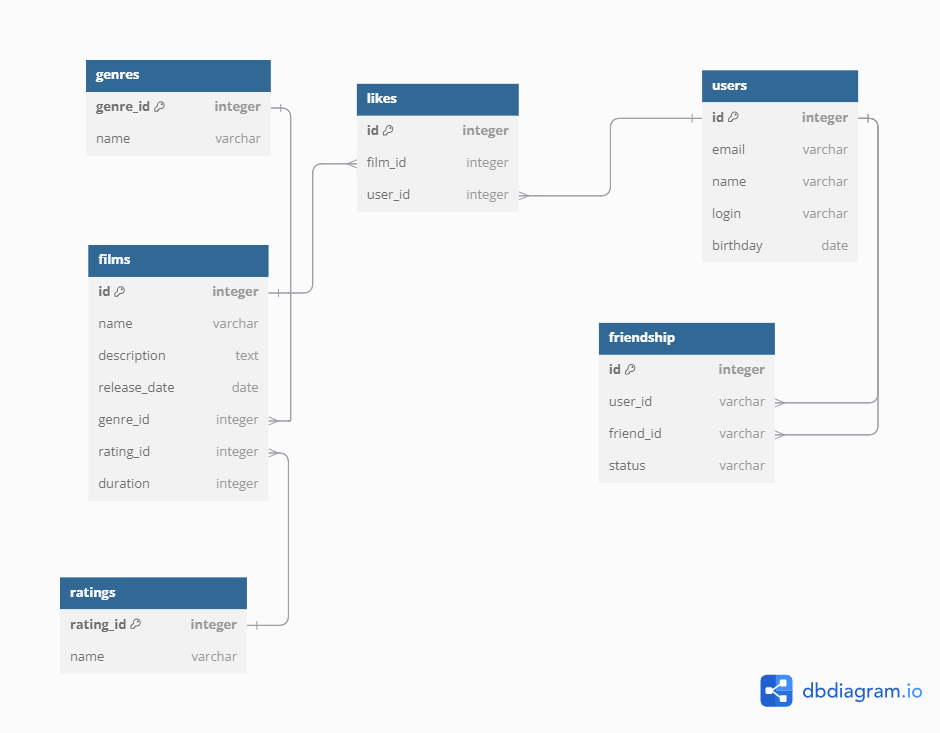 genres
genre_id integer
name varchar
likes
id integer
film_id integer
user_id integer
users
id integer
email varchar
name varchar
login varchar
birthday date
films
id integer
name varchar
description text
release_date date
genre_id integer
rating_id integer
duration integer
friendship
id integer
user_id varchar
friend_id varchar
status varchar
ratings
rating_id integer
name varchar
dbdiagram.io